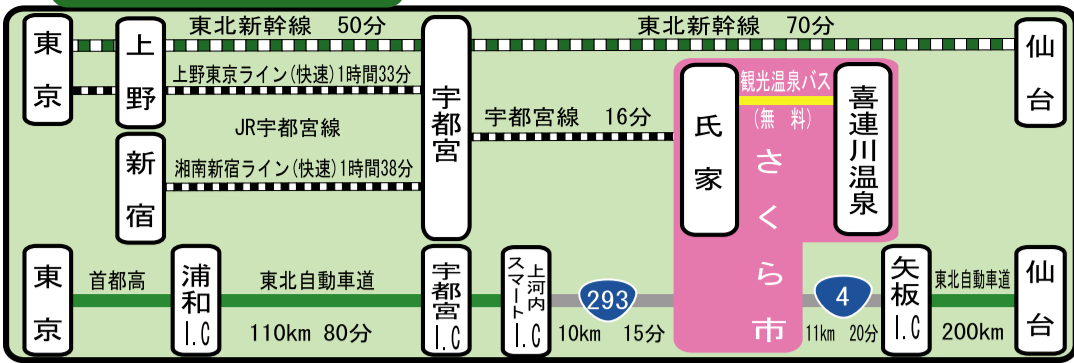 東京
上野
東北新幹線 50分
宇都宮
東北新幹線 70分
仙台
上野東京ライン(快速)1時間33分
JR宇都宮線
新宿
湘南新宿ライン(快速)1時間38分
宇都宮線 16分
氏家
観光温泉バス
(無 料)
喜連川温泉
さくら市
東京
首都高
浦和I.C
東北自動車道
110km 80分
宇都宮I.C
上河内
スマートI.C
293
10km 15分
4
11km 20分
矢板I.C
東北自動車道
200km
仙台